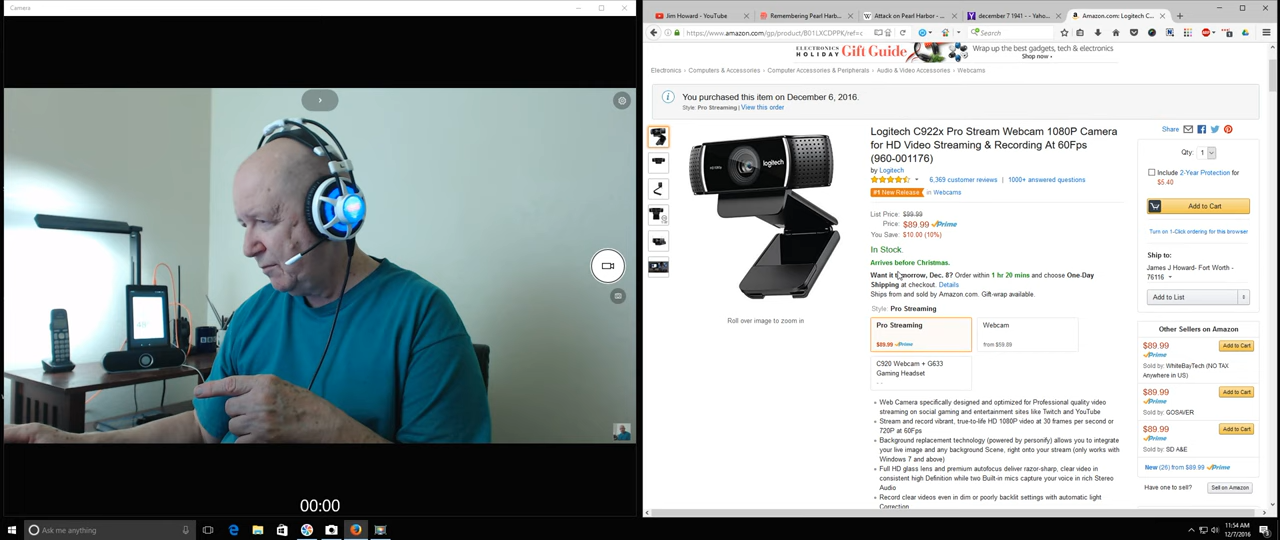 Camera
00:00
Jim Howard - YouTube
Remembering Pearl Har...
Attack on Pearl Harbor - ...
december 7 1941 - - Yaho...
Amazon.com: Logitech C...
https://www.amazon.com/gp/product/B01LXCDPPK/ref=c
Search
ELECTRONICS
HOLIDAY Gift Guide
Wrap up the best gadgets, tech & electronics
Shop now ›
Electronics › Computers & Accessories › Computer Accessories & Peripherals › Audio & Video Accessories › Webcams
You purchased this item on December 6, 2016.
Style: Pro Streaming | View this order
logitech
Roll over image to zoom in
Logitech C922x Pro Stream Webcam 1080P Camera
for HD Video Streaming & Recording At 60Fps
(960-001176)
by Logitech
6,369 customer reviews | 1000+ answered questions
#1 New Release in Webcams
List Price: $99.99
Price: $89.99 Prime
You Save: $10.00 (10%)
In Stock.
Arrives before Christmas.
Want it tomorrow, Dec. 8? Order within 1 hr 20 mins and choose One-Day
Shipping at checkout. Details
Ships from and sold by Amazon.com. Gift-wrap available.
Style: Pro Streaming
Pro Streaming
$89.99 Prime
Webcam
from $59.89
C920 Webcam + G633
Gaming Headset
- -
Web Camera specifically designed and optimized for Professional quality video
streaming on social gaming and entertainment sites like Twitch and YouTube
Stream and record vibrant, true-to-life HD 1080P video at 30 frames per second or
720P at 60Fps
Background replacement technology (powered by personify) allows you to integrate
your live image and any background Scene, right onto your stream (only works with
Windows 7 and above)
Full HD glass lens and premium autofocus deliver razor-sharp, clear video in
consistent high Definition while two Built-in mics capture your voice in rich Stereo
Audio
Record clear videos even in dim or poorly backlit settings with automatic light
Correction
Share
Qty: 1
Include 2-Year Protection for
$5.40
Add to Cart
Turn on 1-Click ordering for this browser
Ship to:
James J Howard- Fort Worth -
76116
Add to List
Other Sellers on Amazon
$89.99 Add to Cart
Prime
Sold by: WhiteBayTech (NO TAX
Anywhere in US)
$89.99 Add to Cart
Prime
Sold by: GOSAVER
$89.99 Add to Cart
Prime
Sold by: SD A&E
New (26) from $89.99 Prime
Have one to sell? Sell on Amazon
Ask me anything
11:54 AM
12/7/2016